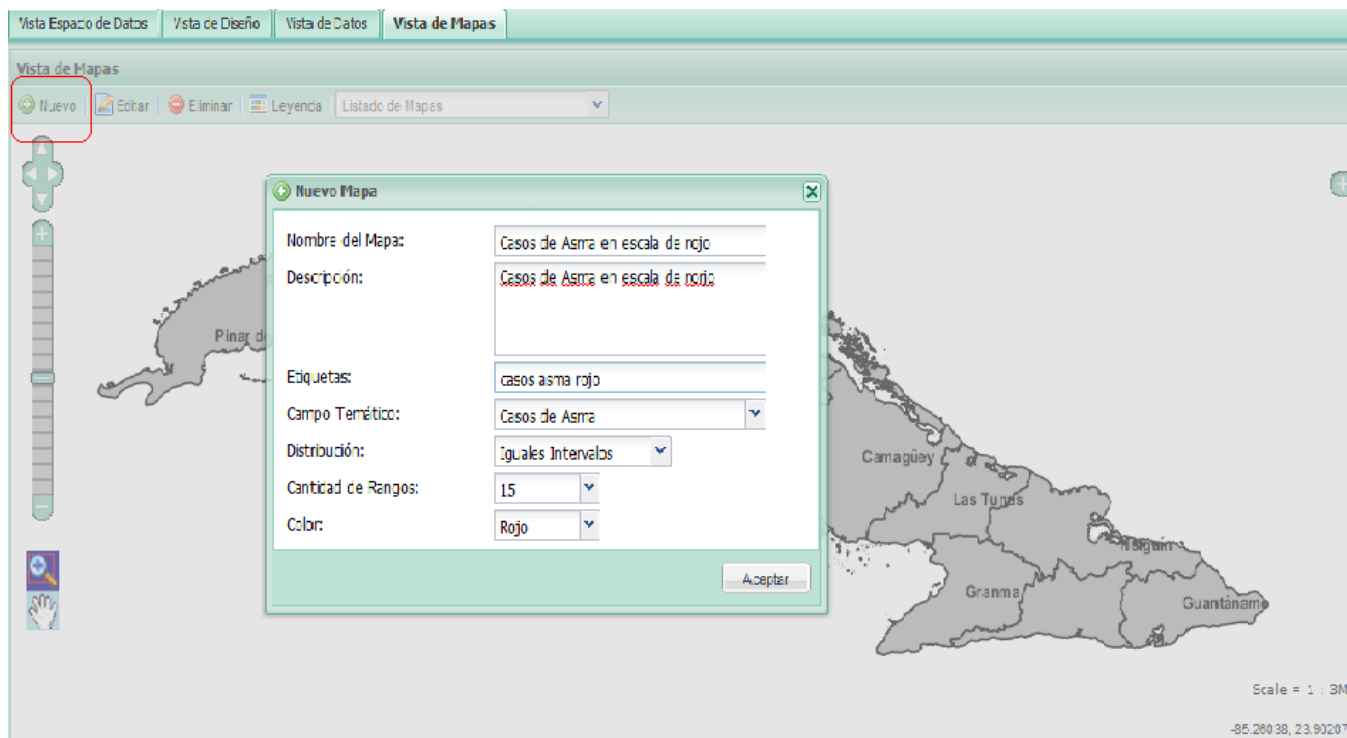 Vista Espacio de Datos Vista de Diseño Vista de Datos Vista de Mapas
Vista de Mapas
Nuevo Editar Eliminar Leyenda Listado de Mapas
Nuevo Mapa
Nombre del Mapa: Casos de Asma en escala de rojo
Descripción: Casos de Asma en escala de rorjo
Etiquetas: casos asma rojo
Campo Temático: Casos de Asma
Distribución: Iguales Intervalos
Cantidad de Rangos: 15
Color: Rojo
Aceptar
Pinar de
Camagüey
Las Tunas
Holguín
Granma
Guantánamo
Scale = 1 : 3M
-85.26038, 23.90207